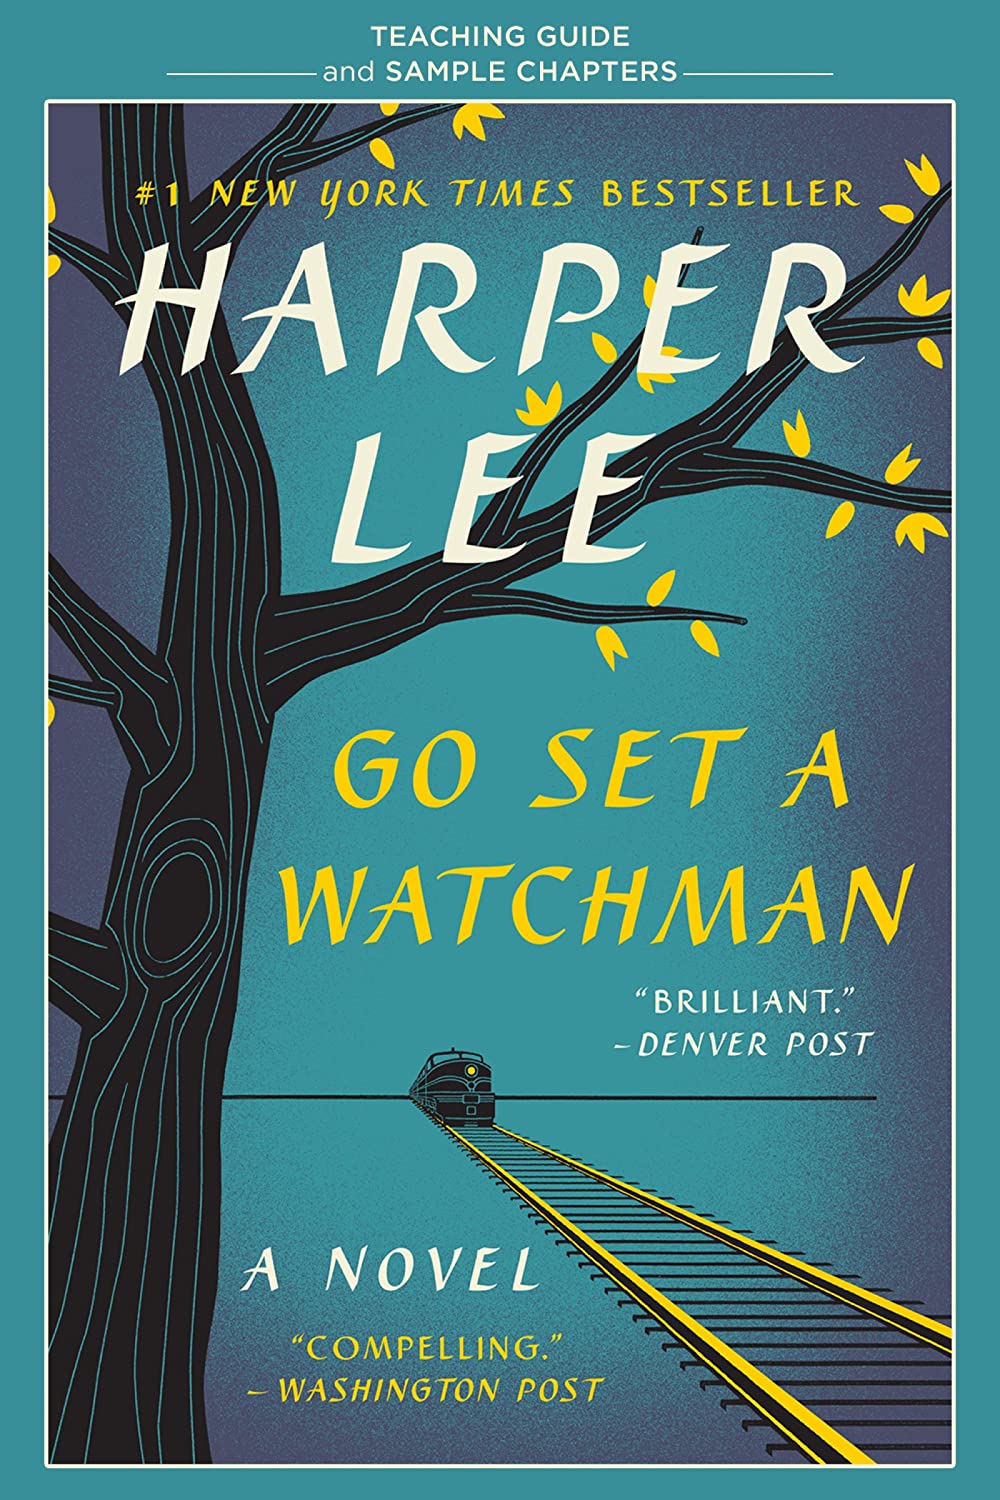 TEACHING GUIDE
and SAMPLE CHAPTERS
#1 NEW YORK TIMES BESTSELLER
HARPER
LEE
GO SET A
WATCHMAN
“BRILLIANT.”
–DENVER POST
A NOVEL
“COMPELLING.”
–WASHINGTON POST